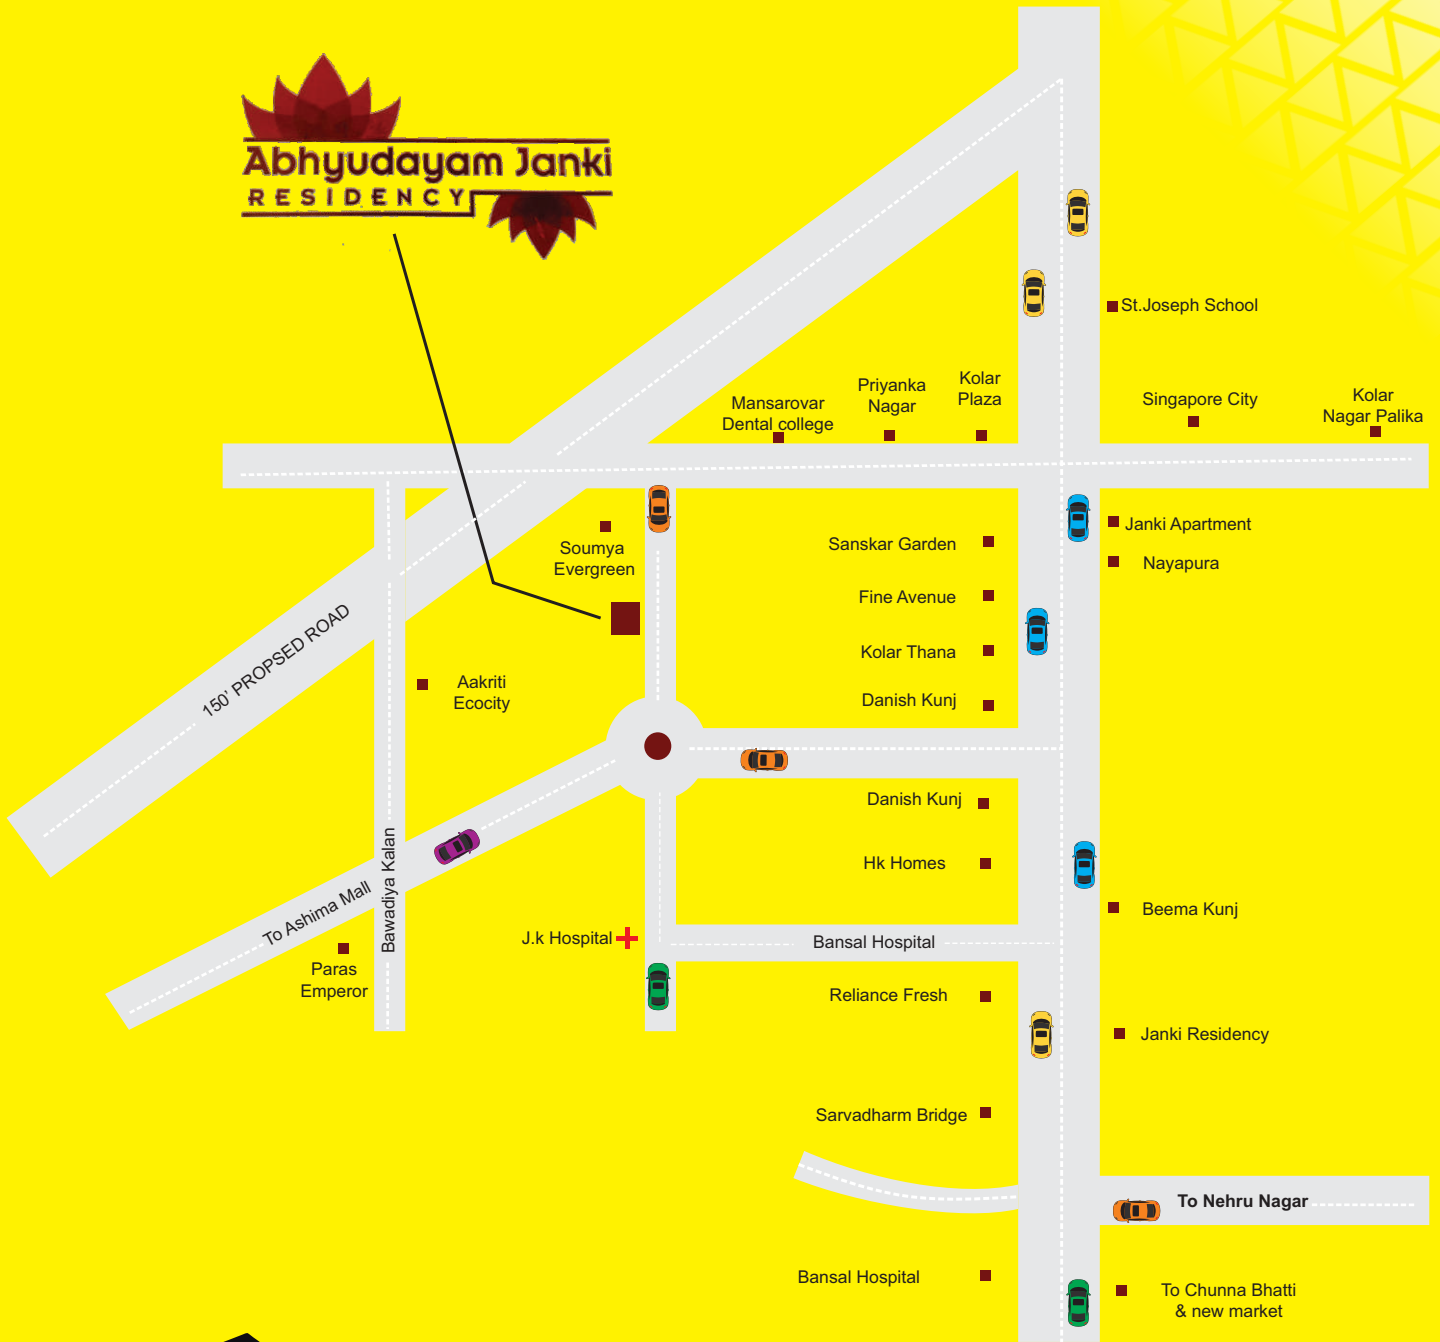 Abhyudayam Janki
RESIDENCY
St.Joseph School
Kolar
Plaza
Priyanka
Nagar
Mansarovar
Dental college
Singapore City
Kolar
Nagar Palika
Soumya
Evergreen
Sanskar Garden
Janki Apartment
Nayapura
Fine Avenue
150' PROPSED ROAD
Kolar Thana
Aakriti
Ecocity
Danish Kunj
Danish Kunj
Hk Homes
Bawadiya Kalan
To Ashima Mall
Beema Kunj
J.k Hospital
Bansal Hospital
Paras
Emperor
Reliance Fresh
Janki Residency
Sarvadharm Bridge
To Nehru Nagar
Bansal Hospital
To Chunna Bhatti
& new market